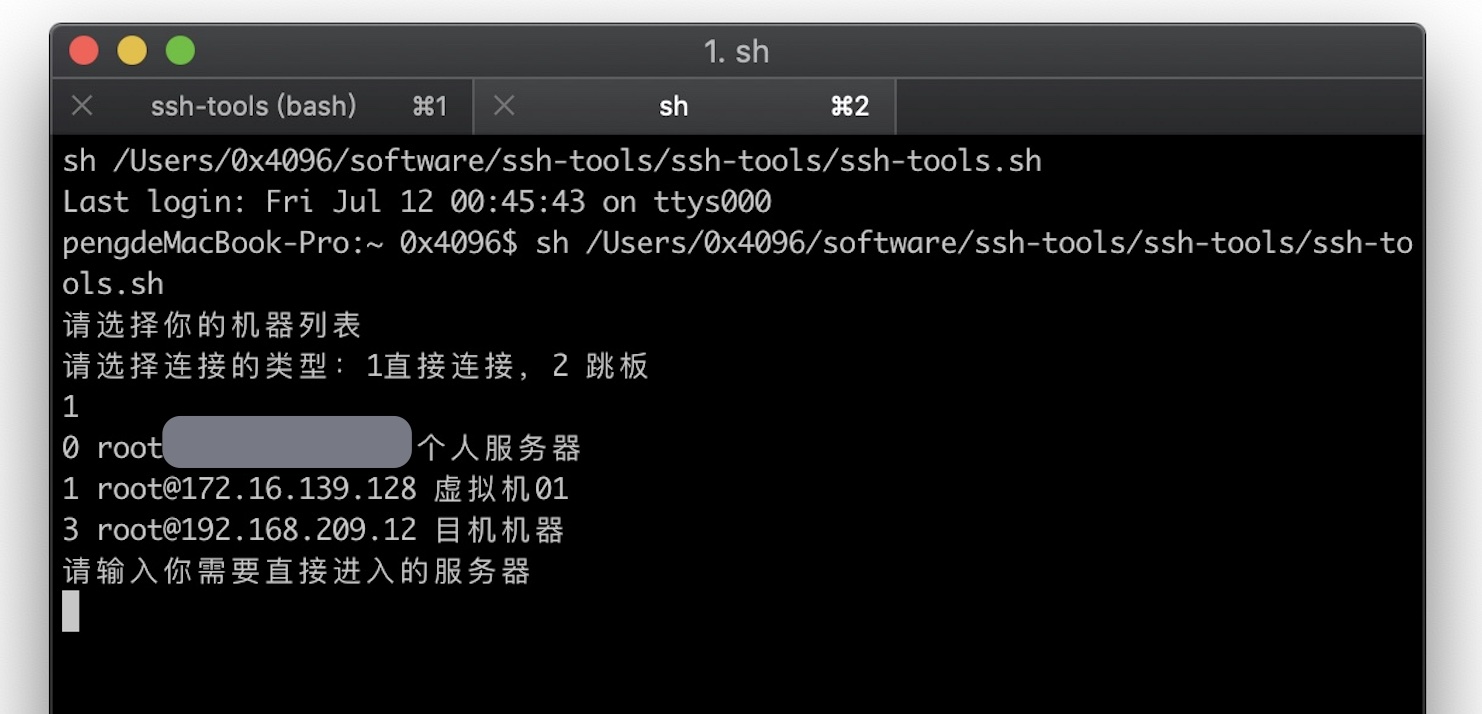 1. sh
ssh-tools (bash) ⌘1 sh ⌘2
sh /Users/0x4096/software/ssh-tools/ssh-tools/ssh-tools.sh
Last login: Fri Jul 12 00:45:43 on ttys000
pengdeMacBook-Pro:~ 0x4096$ sh /Users/0x4096/software/ssh-tools/ssh-tools/ssh-to
ols.sh
请选择你的机器列表
请选择连接的类型：1直接连接，2 跳板
1
0 root 个人服务器
1 root@172.16.139.128 虚拟机01
3 root@192.168.209.12 目机机器
请输入你需要直接进入的服务器